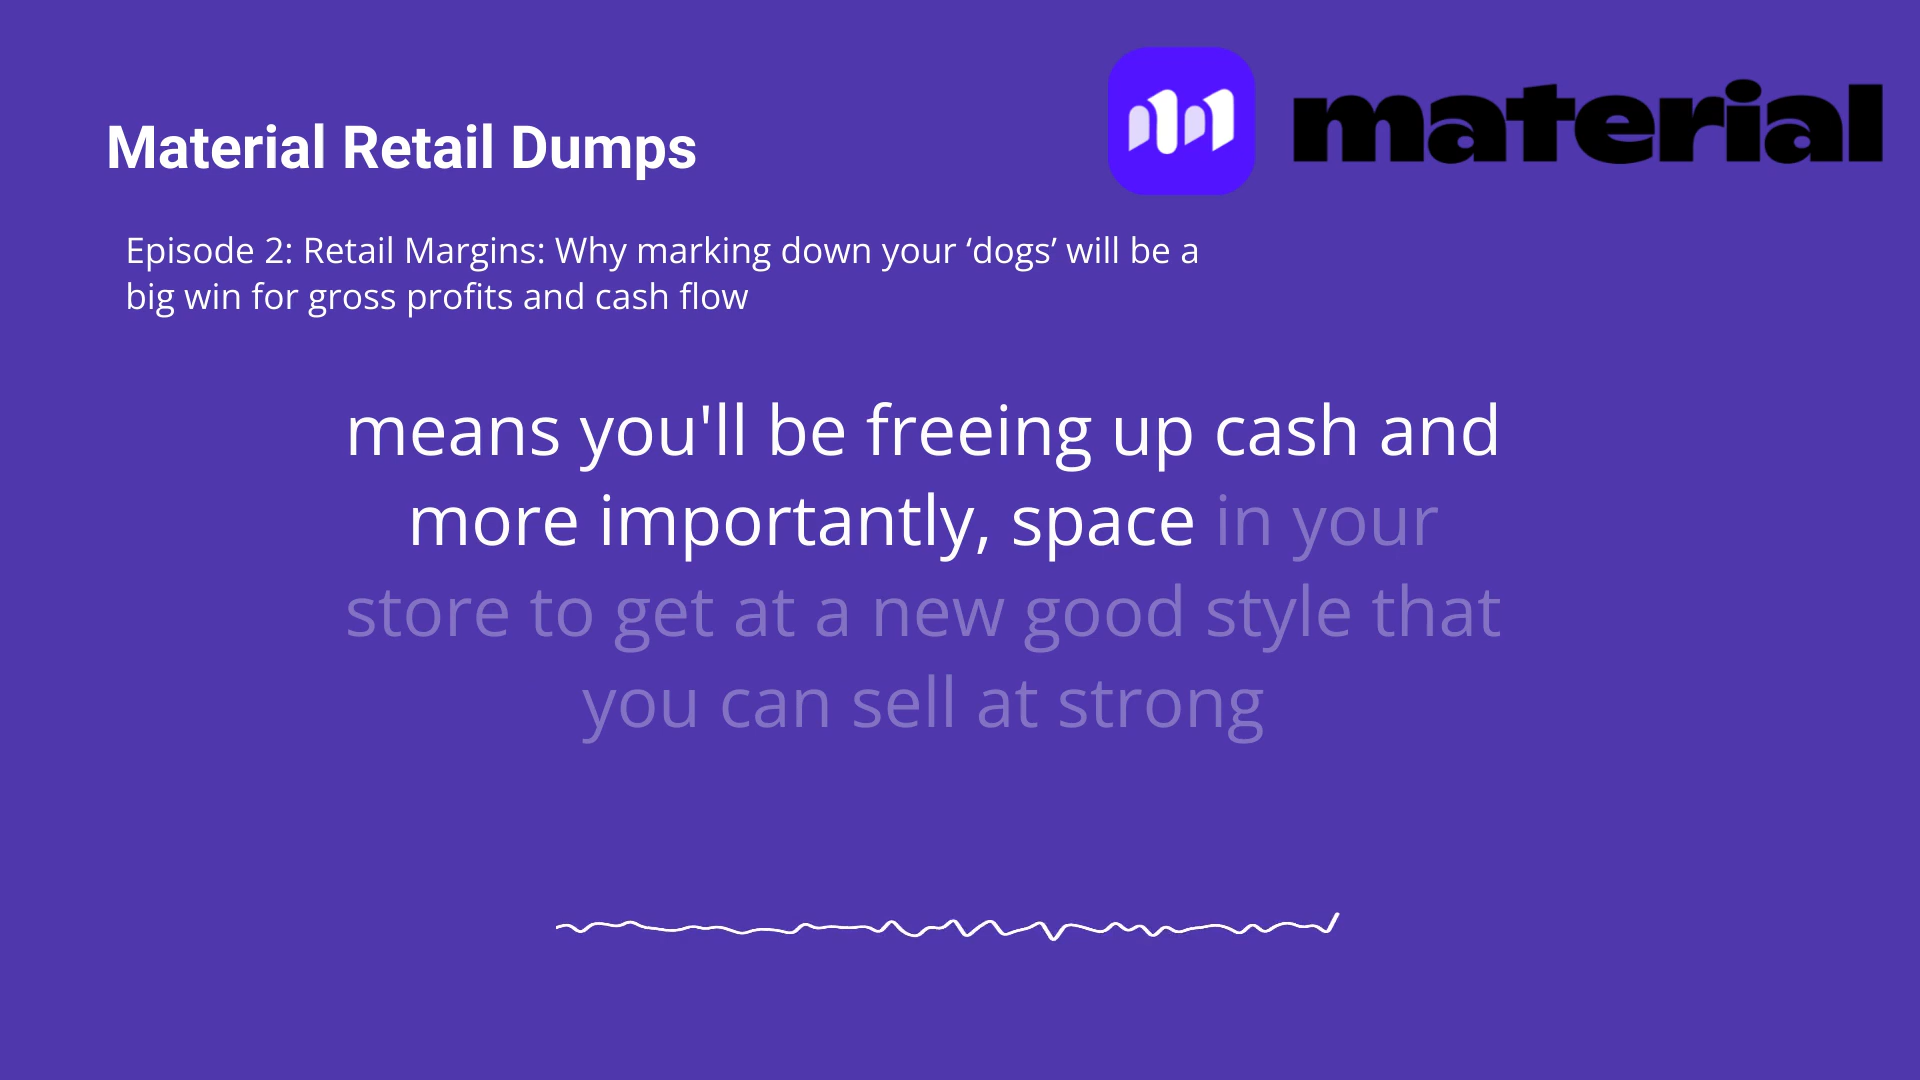 material
Material Retail Dumps
Episode 2: Retail Margins: Why marking down your ‘dogs’ will be a
big win for gross profits and cash flow
means you'll be freeing up cash and
more importantly, space in your
store to get at a new good style that
you can sell at strong